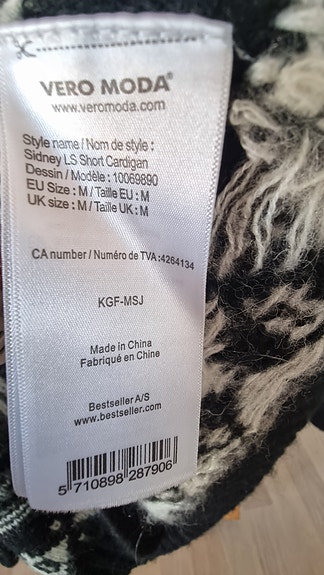 VERO MODA®
www.veromoda.com
Style name / Nom de style :
Sidney LS Short Cardigan
Dessin / Modèle : 10069890
EU Size : M / Taille EU : M
UK size : M / Taille UK : M
CA number / Numéro de TVA :4264134
KGF-MSJ
Made in China
Fabriqué en Chine
Bestseller A/S
www.bestseller.com
5 710898 287906